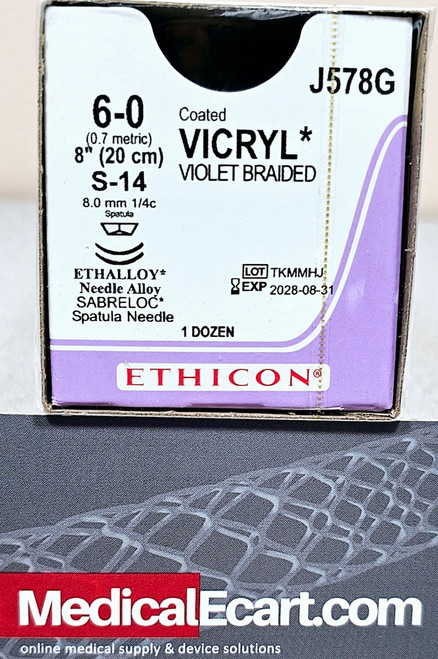 J578G
6-0
(0.7 metric)
8" (20 cm)
S-14
8.0 mm 1/4c
Spatula
ETHALLOY*
Needle Alloy
SABRELOC*
Spatula Needle
Coated
VICRYL*
VIOLET BRAIDED
LOT TKMMHJ
EXP 2028-08-31
1 DOZEN
ETHICON®
MedicalEcart.com
online medical supply & device solutions